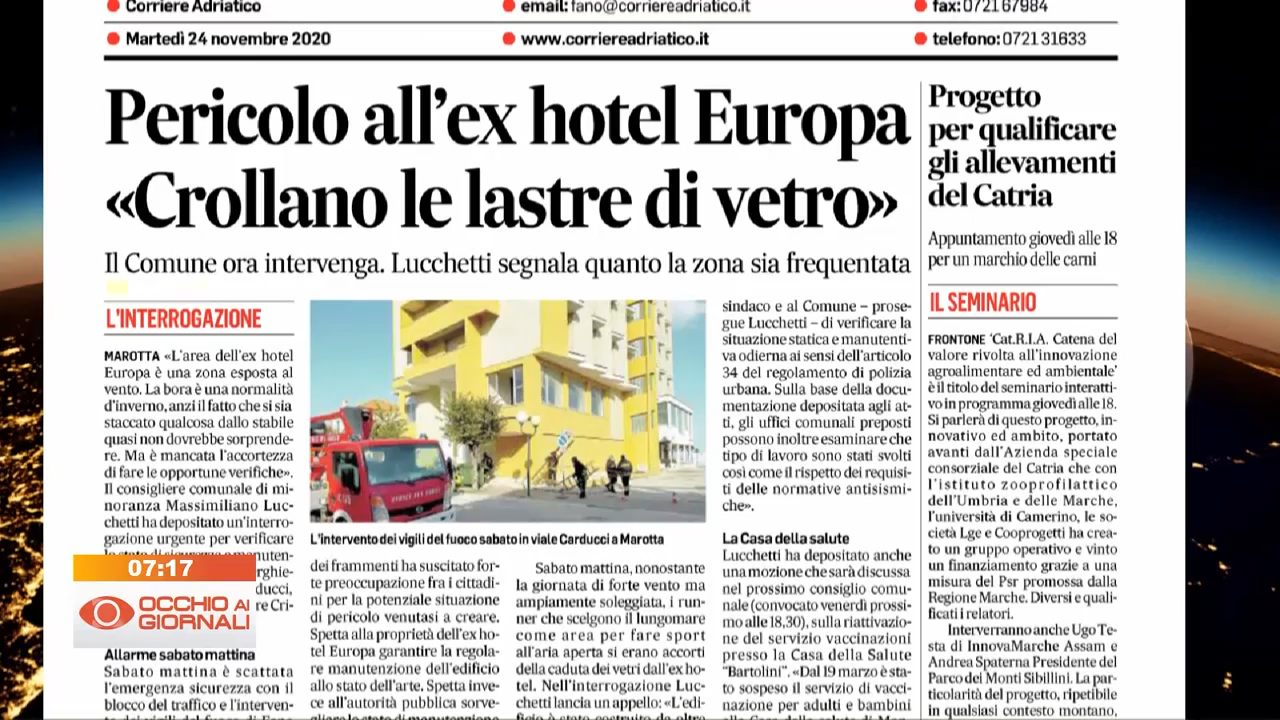 Corriere Adriatico
email: fano@corriereadriatico.it
fax: 0721 67984
Martedì 24 novembre 2020
www.corriereadriatico.it
telefono: 0721 31633
Pericolo all'ex hotel Europa
«Crollano le lastre di vetro»
Il Comune ora intervenga. Lucchetti segnala quanto la zona sia frequentata
L'INTERROGAZIONE
MAROTTA «L'area dell'ex hotel
Europa è una zona esposta al
vento. La bora è una normalità
d'inverno, anzi il fatto che si sia
staccato qualcosa dallo stabile
quasi non dovrebbe sorprende-
re. Ma è mancata l'accortezza
di fare le opportune verifiche».
Il consigliere comunale di mi-
noranza Massimiliano Luc-
chetti ha depositato un'interro-
gazione urgente per verificare
Allarme sabato mattina
Sabato mattina è scattata
l'emergenza sicurezza con il
blocco del traffico e l'interven-
L'intervento dei vigili del fuoco sabato in viale Carducci a Marotta
dei frammenti ha suscitato for-
te preoccupazione fra i cittadi-
ni per la potenziale situazione
di pericolo venutasi a creare.
Spetta alla proprietà dell'ex ho-
tel Europa garantire la regola-
re manutenzione dell'edificio
allo stato dell'arte. Spetta inve-
ce all'autorità pubblica sorve-
Sabato mattina, nonostante
la giornata di forte vento ma
ampiamente soleggiata, i run-
ner che scelgono il lungomare
come area per fare sport
all'aria aperta si erano accorti
della caduta dei vetri dall'ex ho-
tel. Nell'interrogazione Luc-
chetti lancia un appello: «L'edi-
sindaco e al Comune – prose-
gue Lucchetti – di verificare la
situazione statica e manutenti-
va odierna ai sensi dell'articolo
34 del regolamento di polizia
urbana. Sulla base della docu-
mentazione depositata agli at-
ti, gli uffici comunali preposti
possono inoltre esaminare che
tipo di lavoro sono stati svolti
così come il rispetto dei requisi-
ti delle normative antisismi-
che».
La Casa della salute
Lucchetti ha depositato anche
una mozione che sarà discussa
nel prossimo consiglio comu-
nale (convocato venerdì prossi-
mo alle 18,30), sulla riattivazio-
ne del servizio vaccinazioni
presso la Casa della Salute
"Bartolini". «Dal 19 marzo è sta-
to sospeso il servizio di vacci-
nazione per adulti e bambini
Progetto
per qualificare
gli allevamenti
del Catria
Appuntamento giovedì alle 18
per un marchio delle carni
IL SEMINARIO
FRONTONE 'Cat.R.I.A. Catena del
valore rivolta all'innovazione
agroalimentare ed ambientale'
è il titolo del seminario interatti-
vo in programma giovedì alle 18.
Si parlerà di questo progetto, in-
novativo ed ambito, portato
avanti dall'Azienda speciale
consorziale del Catria che con
l'istituto zooprofilattico
dell'Umbria e delle Marche,
l'università di Camerino, le so-
cietà Lge e Cooprogetti ha crea-
to un gruppo operativo e vinto
un finanziamento grazie a una
misura del Psr promossa dalla
Regione Marche. Diversi e quali-
ficati i relatori.
Interverranno anche Ugo Te-
sta di InnovaMarche Assam e
Andrea Spaterna Presidente del
Parco dei Monti Sibillini. La par-
ticolarità del progetto, ripetibile
in qualsiasi contesto montano,
07:17
OCCHIO AI
GIORNALI